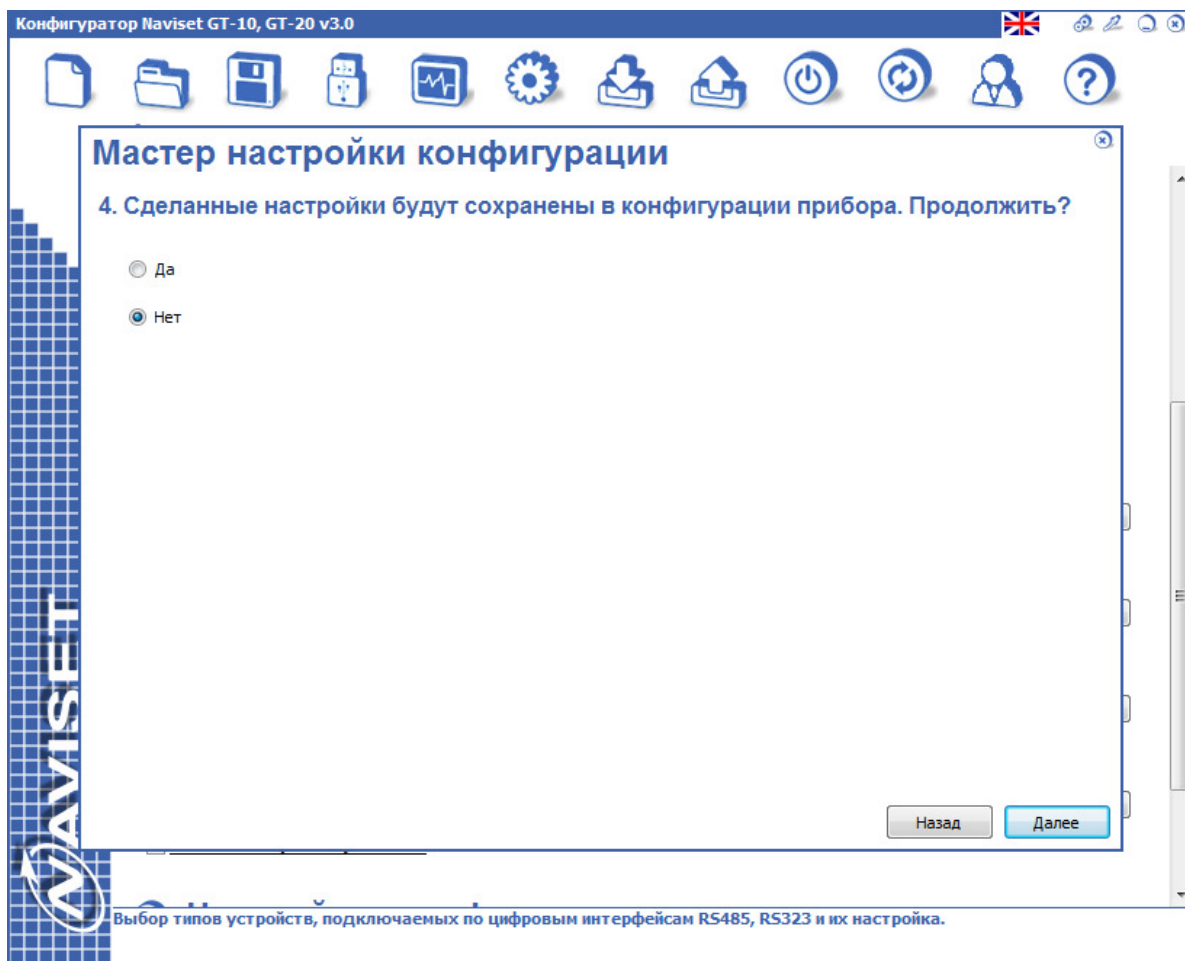 Конфигуратор Naviset GT-10, GT-20 v3.0
Мастер настройки конфигурации
4. Сделанные настройки будут сохранены в конфигурации прибора. Продолжить?
Да
Нет
Назад Далее
NAVISET
Выбор типов устройств, подключаемых по цифровым интерфейсам RS485, RS323 и их настройка.